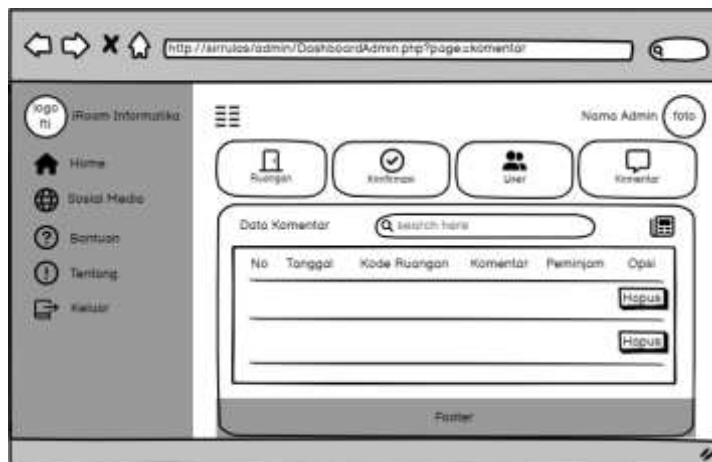 http://sirrulos/admin/DashboardAdmin.php?page=komentar
logo
fti
iRoom Informatika
Nama Admin
foto
Home
Sosial Media
Bantuan
Tentang
Keluar
Ruangan
Konfirmasi
User
Komentar
Data Komentar
search here
No Tanggal Kode Ruangan Komentar Peminjam Opsi
Hapus
Hapus
Footer